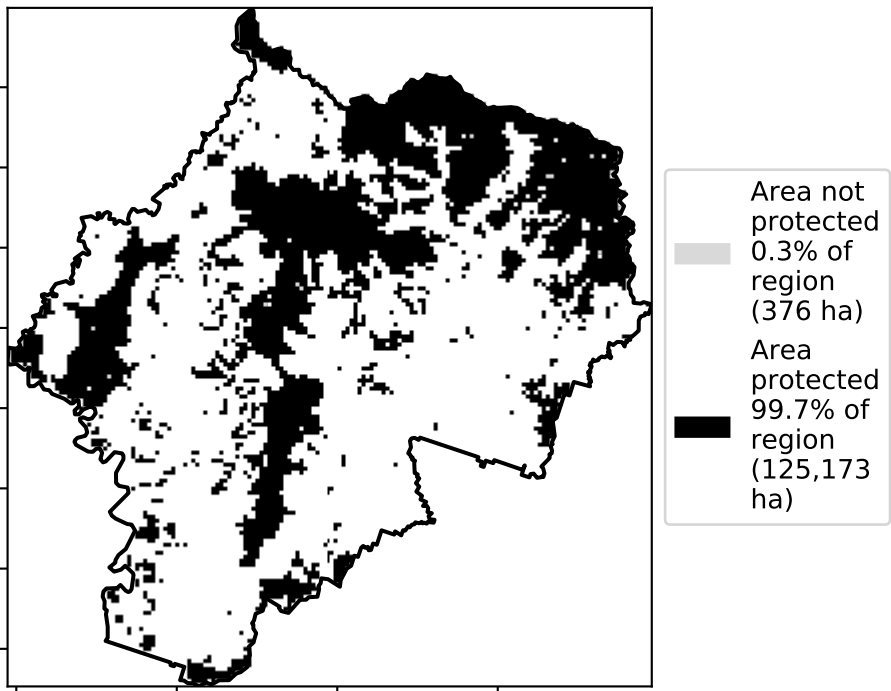 Area not
protected
0.3% of
region
(376 ha)
Area
protected
99.7% of
region
(125,173
ha)